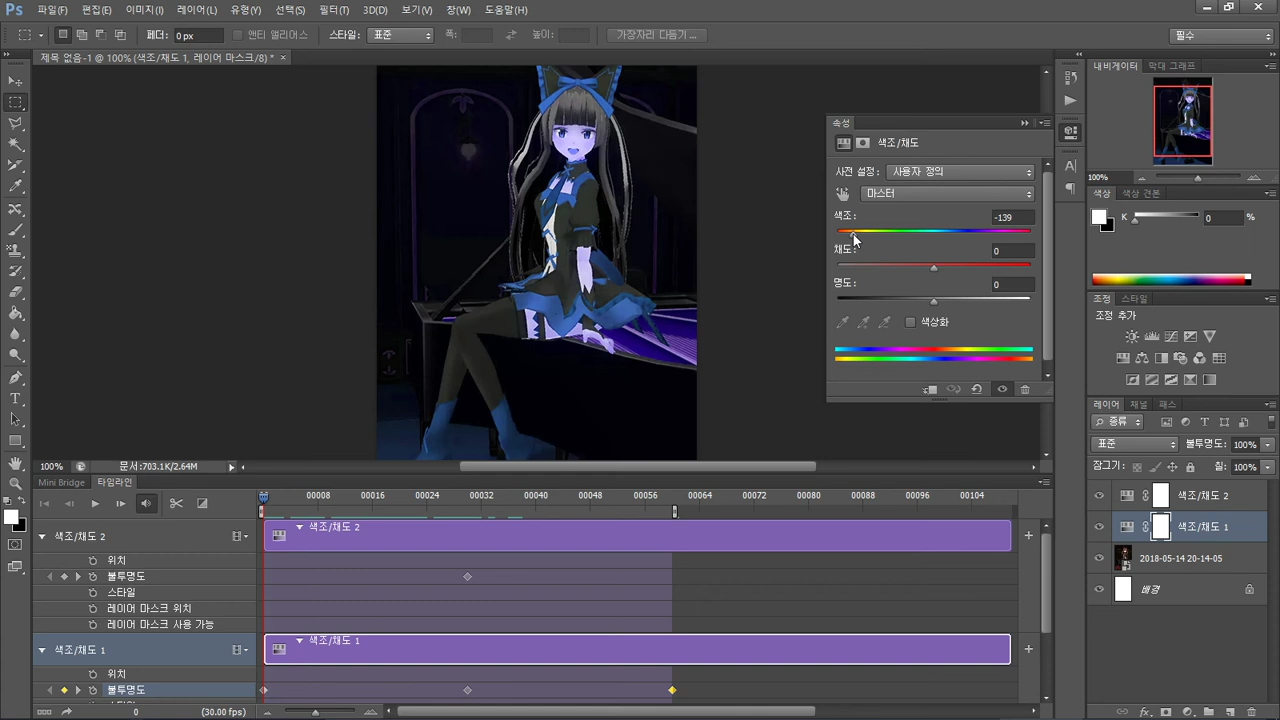 Ps 파일(F) 편집(E) 이미지(I) 레이어(L) 유형(Y) 선택(S) 필터(T) 3D(D) 보기(V) 창(W) 도움말(H)
페더: 0 px 안티 앨리어스 스타일: 표준 폭: 높이: 가장자리 다듬기 ... 필수
제목 없음-1 @ 100% (색조/채도 1, 레이어 마스크/8) * ×
내비게이터 막대 그래프
100%
속성
색조/채도
사전 설정: 사용자 정의
마스터
색조: -139
채도: 0
명도: 0
색상화
색상 색상 견본
K 0 %
조정 스타일
조정 추가
레이어 채널 패스
종류
표준 불투명도: 100%
잠그기: 칠: 100%
색조/채도 2
색조/채도 1
2018-05-14 20-14-05
배경
100% 문서:703.1K/2.64M
Mini Bridge 타임라인
00008 00016 00024 00032 00040 00048 00056 00064 00072 00080 00088 00096 00104
색조/채도 2 색조/채도 2
위치
불투명도
스타일
레이어 마스크 위치
레이어 마스크 사용 가능
색조/채도 1 색조/채도 1
위치
불투명도
0 (30.00 fps)
fx